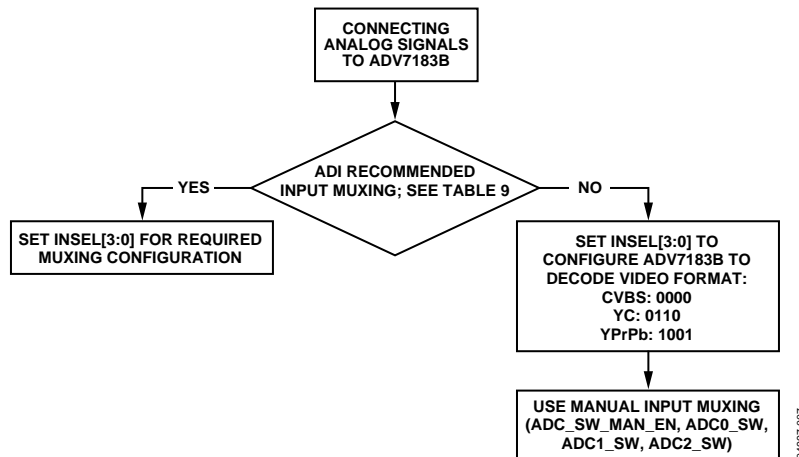 CONNECTING
ANALOG SIGNALS
TO ADV7183B
ADI RECOMMENDED
INPUT MUXING; SEE TABLE 9
YES
NO
SET INSEL[3:0] FOR REQUIRED
MUXING CONFIGURATION
SET INSEL[3:0] TO
CONFIGURE ADV7183B TO
DECODE VIDEO FORMAT:
CVBS: 0000
YC: 0110
YPrPb: 1001
USE MANUAL INPUT MUXING
(ADC_SW_MAN_EN, ADC0_SW,
ADC1_SW, ADC2_SW)